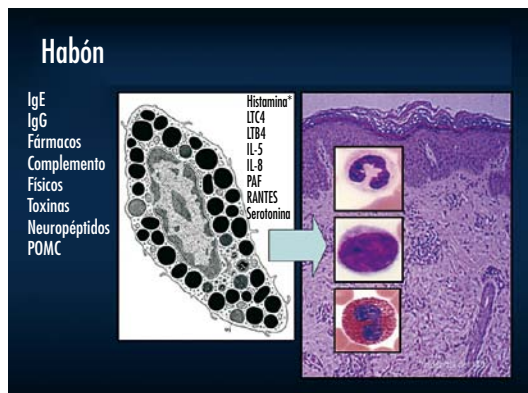 Habón
IgE
IgG
Fármacos
Complemento
Físicos
Toxinas
Neuropéptidos
POMC
Histamina*
LTC4
LTB4
IL-5
IL-8
PAF
RANTES
Serotonina